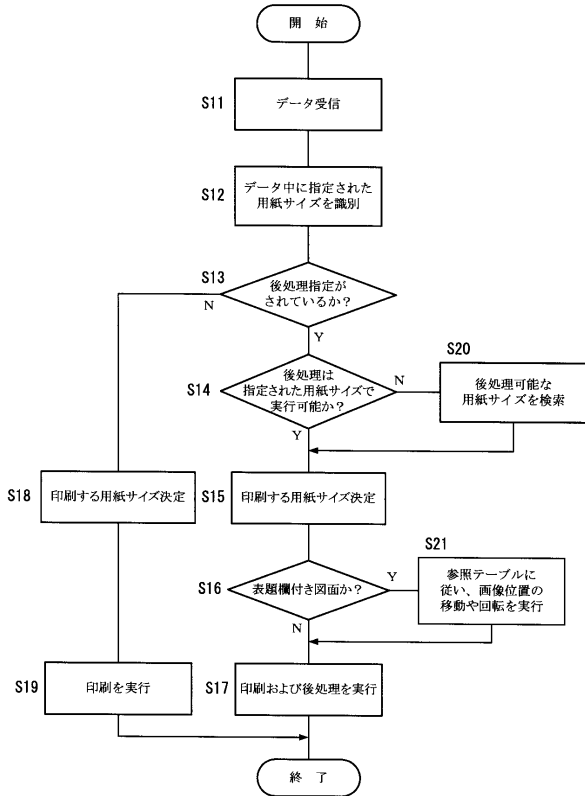 開 始
S11
データ受信
S12
データ中に指定された
用紙サイズを識別
S13
後処理指定が
されているか?
N
Y
S14
後処理は
指定された用紙サイズで
実行可能か?
N
Y
S20
後処理可能な
用紙サイズを検索
S18
印刷する用紙サイズ決定
S15
印刷する用紙サイズ決定
S16
表題欄付き図面か?
Y
N
S21
参照テーブルに
従い、画像位置の
移動や回転を実行
S19
印刷を実行
S17
印刷および後処理を実行
終 了